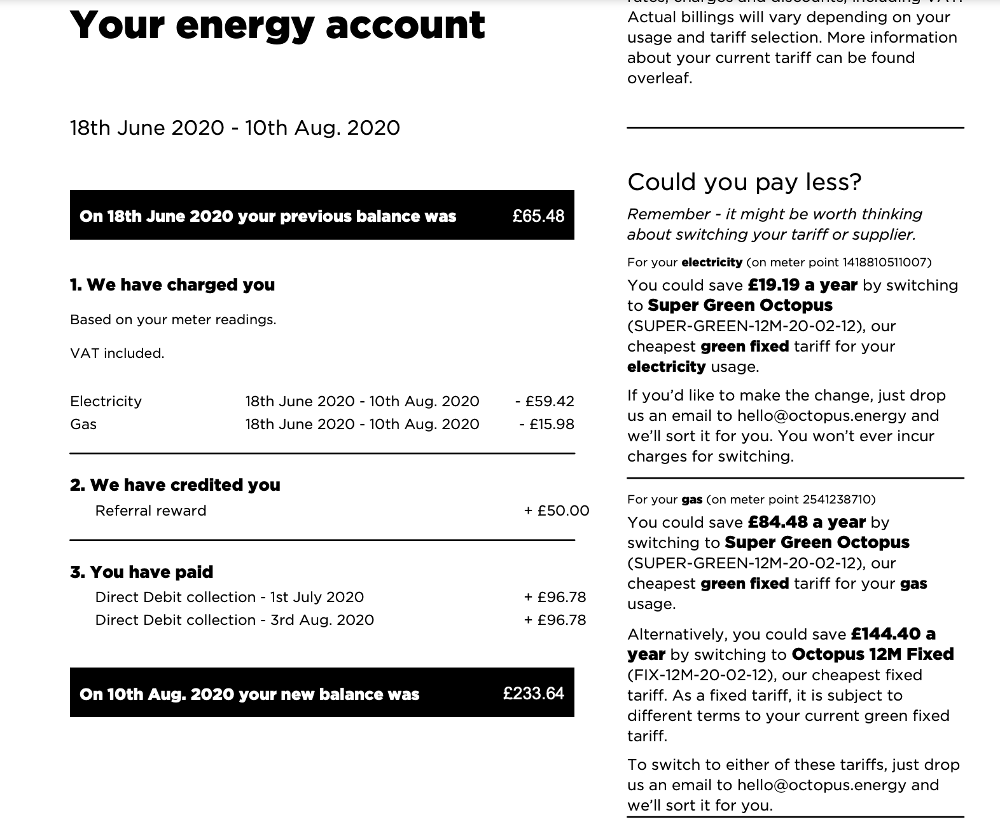 Your energy account
18th June 2020 - 10th Aug. 2020
On 18th June 2020 your previous balance was £65.48
1. We have charged you
Based on your meter readings.
VAT included.
Electricity 18th June 2020 - 10th Aug. 2020 - £59.42
Gas 18th June 2020 - 10th Aug. 2020 - £15.98
2. We have credited you
Referral reward + £50.00
3. You have paid
Direct Debit collection - 1st July 2020 + £96.78
Direct Debit collection - 3rd Aug. 2020 + £96.78
On 10th Aug. 2020 your new balance was £233.64
rates, charges and discounts, including VAT.
Actual billings will vary depending on your
usage and tariff selection. More information
about your current tariff can be found
overleaf.
Could you pay less?
Remember - it might be worth thinking
about switching your tariff or supplier.
For your electricity (on meter point 1418810511007)
You could save £19.19 a year by switching
to Super Green Octopus
(SUPER-GREEN-12M-20-02-12), our
cheapest green fixed tariff for your
electricity usage.
If you’d like to make the change, just drop
us an email to hello@octopus.energy and
we’ll sort it for you. You won’t ever incur
charges for switching.
For your gas (on meter point 2541238710)
You could save £84.48 a year by
switching to Super Green Octopus
(SUPER-GREEN-12M-20-02-12), our
cheapest green fixed tariff for your gas
usage.
Alternatively, you could save £144.40 a
year by switching to Octopus 12M Fixed
(FIX-12M-20-02-12), our cheapest fixed
tariff. As a fixed tariff, it is subject to
different terms to your current green fixed
tariff.
To switch to either of these tariffs, just drop
us an email to hello@octopus.energy and
we’ll sort it for you.